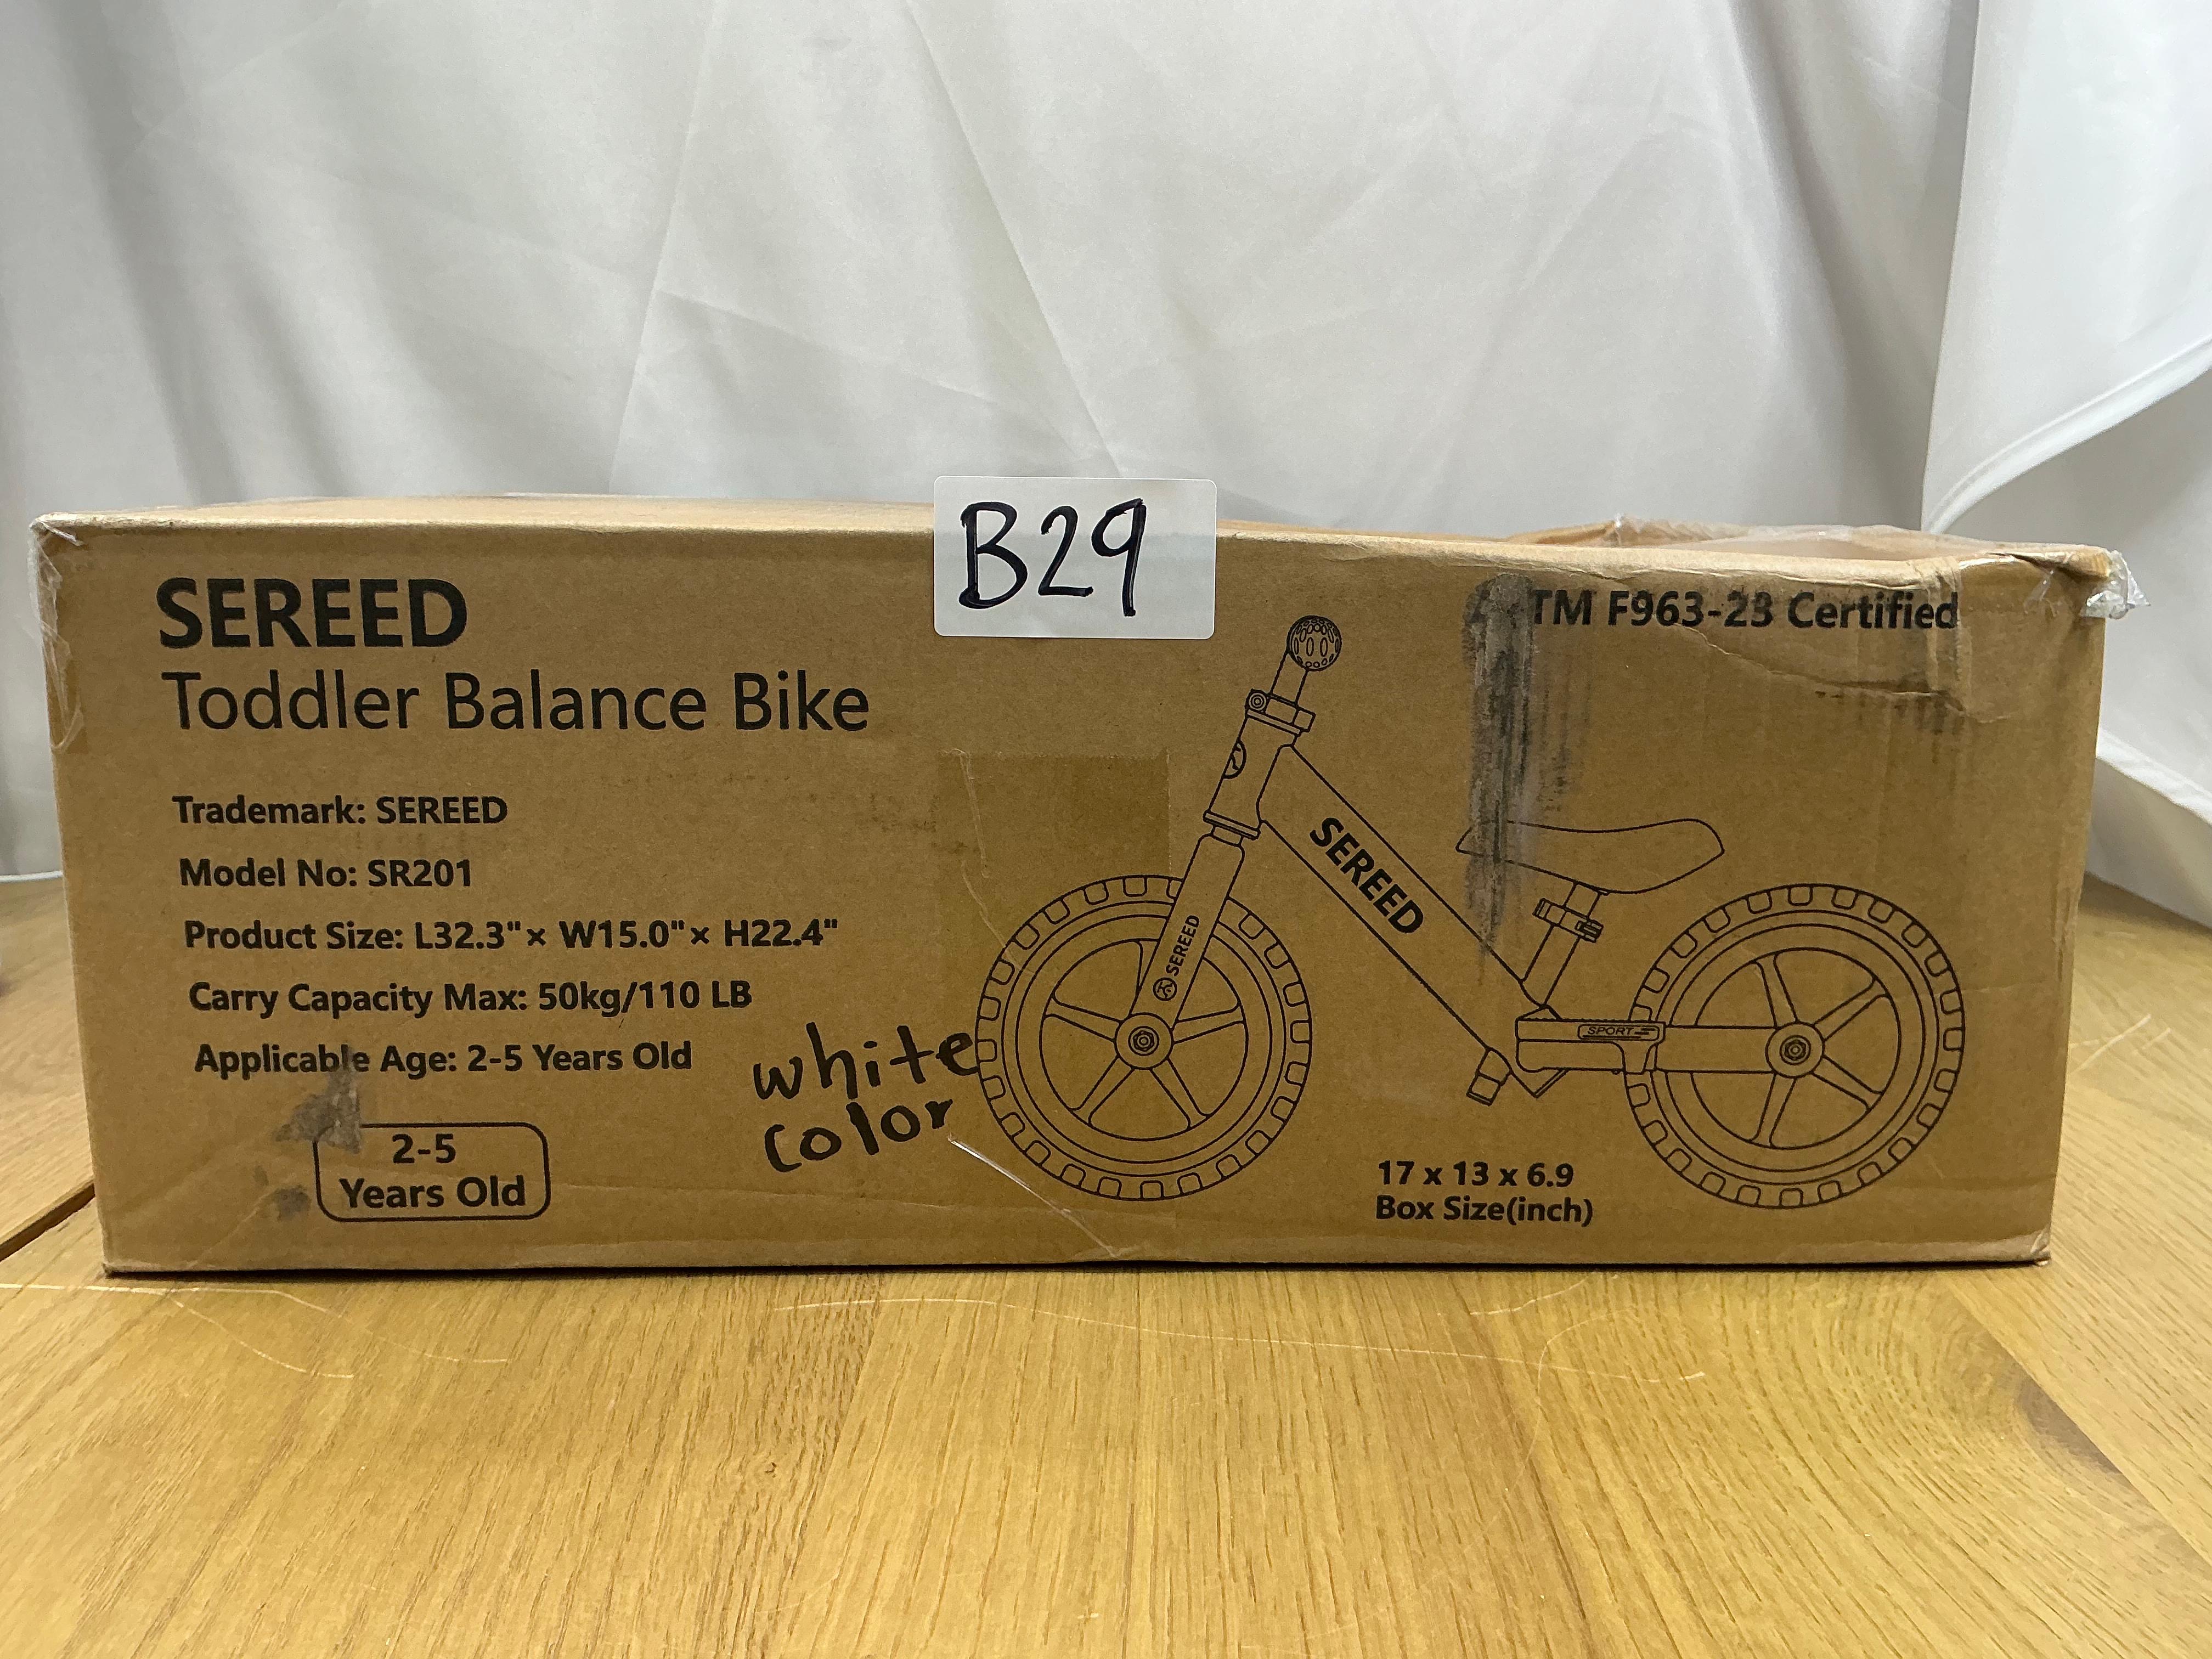 B29
SEREED
Toddler Balance Bike
TM F963-23 Certified
Trademark: SEREED
Model No: SR201
Product Size: L32.3"× W15.0"× H22.4"
Carry Capacity Max: 50kg/110 LB
Applicable Age: 2-5 Years Old
2-5
Years Old
white
color
SEREED
SEREED
SPORT
17 x 13 x 6.9
Box Size(inch)